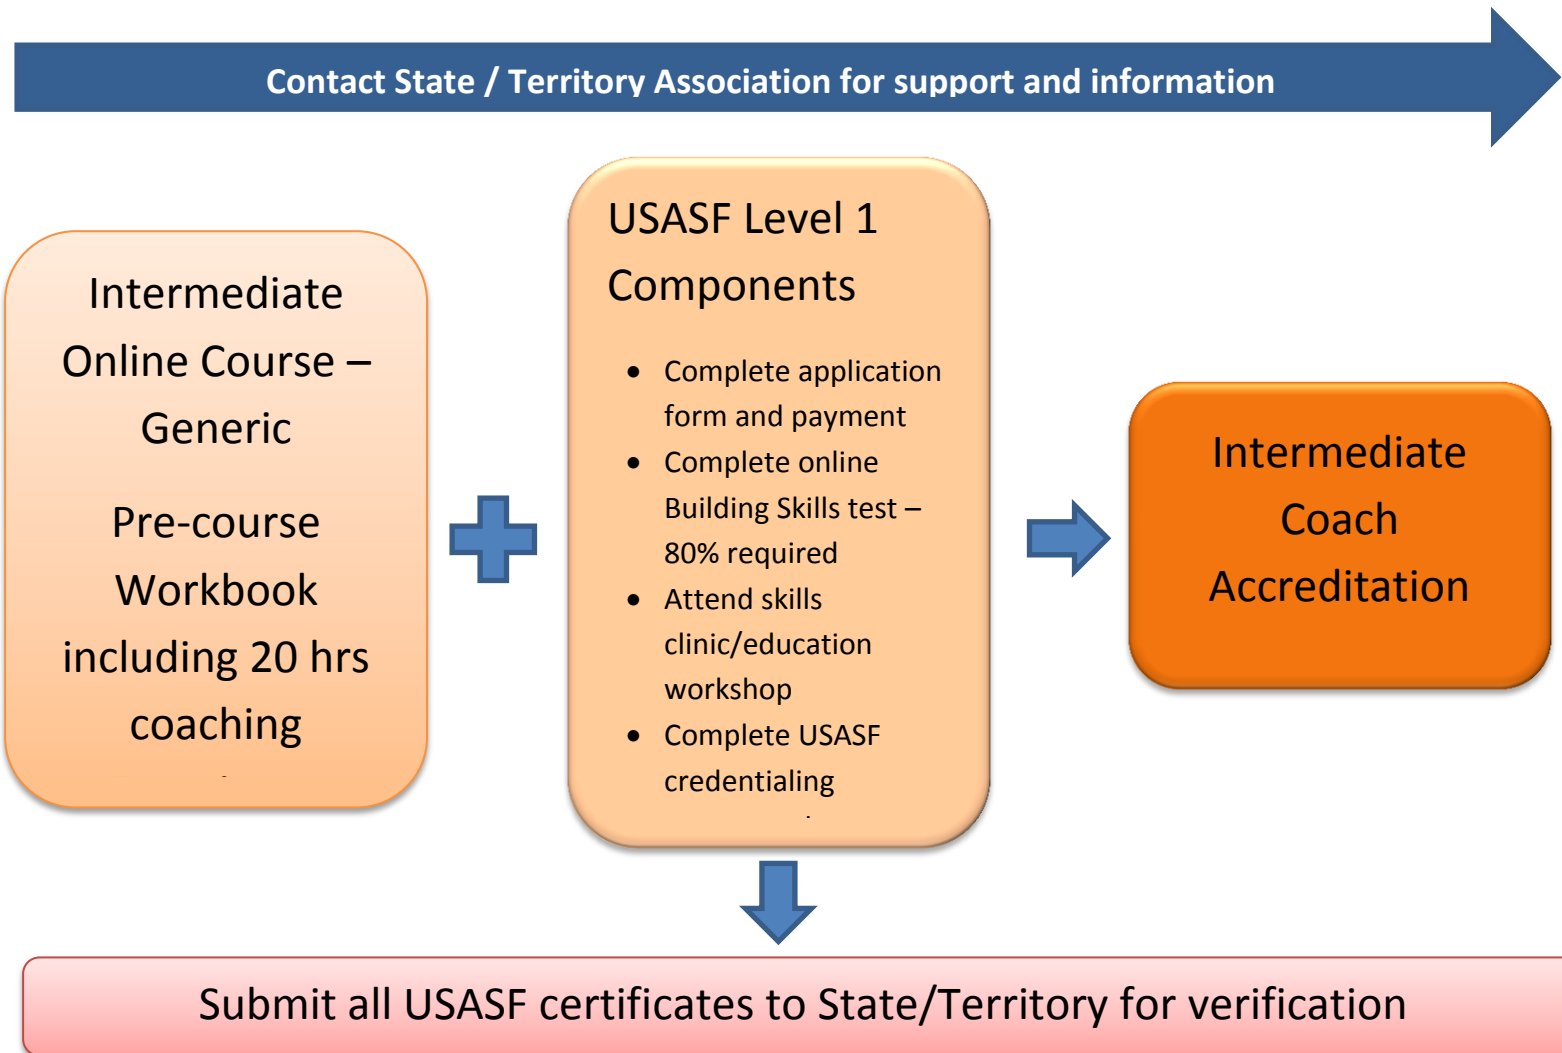 Contact State / Territory Association for support and information
Intermediate
Online Course –
Generic
Pre-course
Workbook
including 20 hrs
coaching
USASF Level 1
Components
• Complete application
form and payment
• Complete online
Building Skills test –
80% required
• Attend skills
clinic/education
workshop
• Complete USASF
credentialing
Intermediate
Coach
Accreditation
Submit all USASF certificates to State/Territory for verification